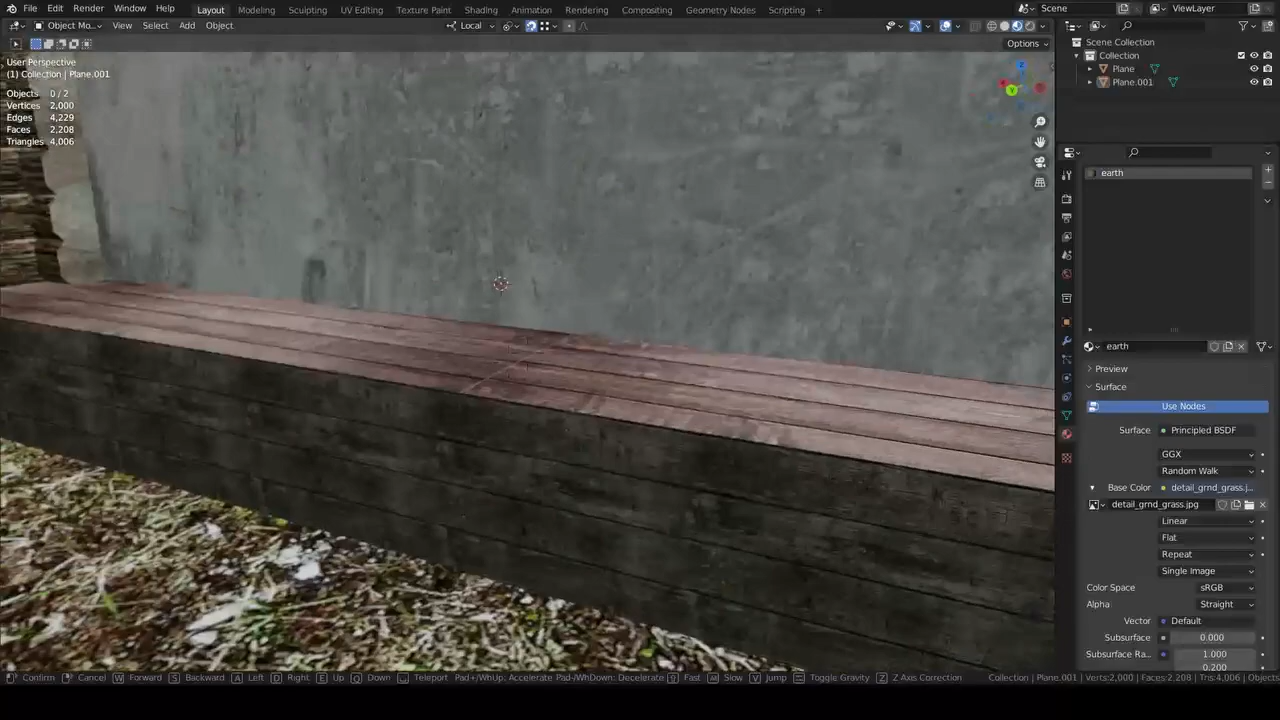 File Edit Render Window Help Layout Modeling Sculpting UV Editing Texture Paint Shading Animation Rendering Compositing Geometry Nodes Scripting + Scene ViewLayer
Object Mo... View Select Add Object Local
Options
User Perspective
(1) Collection | Plane.001
Objects 0 / 2
Vertices 2,000
Edges 4,229
Faces 2,208
Triangles 4,006
Z
Scene Collection
Collection
Plane
Plane.001
earth
earth
Preview
Surface
Use Nodes
Surface Principled BSDF
GGX
Random Walk
Base Color detail_grnd_grass.j...
detail_grnd_grass.jpg
Linear
Flat
Repeat
Single Image
Color Space sRGB
Alpha Straight
Vector Default
Subsurface 0.000
Subsurface Ra... 1.000
0.200
Confirm Cancel W Forward S Backward A Left D Right E Up Q Down Teleport Pad+/WhUp: Accelerate Pad-/WhDown: Decelerate Fast Slow V Jump Toggle Gravity Z Z Axis Correction Collection | Plane.001 | Verts:2,000 | Faces:2,208 | Tris:4,006 | Objects